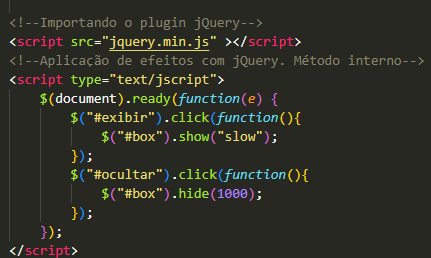 <!--Importando o plugin jQuery-->
<script src="jquery.min.js" ></script>
<!--Aplicação de efeitos com jQuery. Método interno-->
<script type="text/jscript">
    $(document).ready(function(e) {
        $("#exibir").click(function(){
            $("#box").show("slow");
        });
        $("#ocultar").click(function(){
            $("#box").hide(1000);
        });
    });
</script>